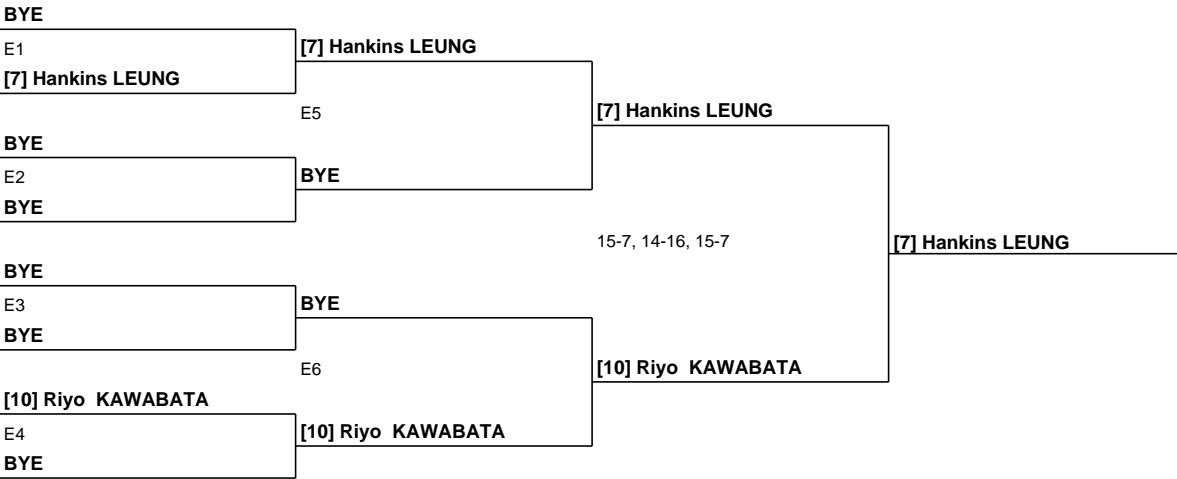 BYE
E1
[7] Hankins LEUNG
[7] Hankins LEUNG
E5
[7] Hankins LEUNG
BYE
E2
BYE
BYE
15-7, 14-16, 15-7
[7] Hankins LEUNG
BYE
E3
BYE
BYE
E6
[10] Riyo KAWABATA
[10] Riyo KAWABATA
E4
[10] Riyo KAWABATA
BYE